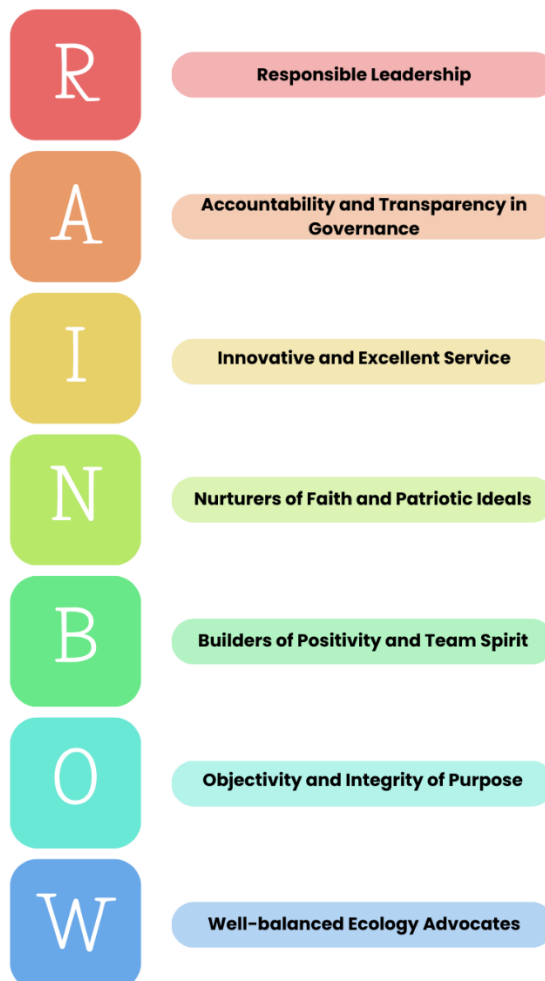 R
Responsible Leadership
A
Accountability and Transparency in
Governance
I
Innovative and Excellent Service
N
Nurturers of Faith and Patriotic Ideals
B
Builders of Positivity and Team Spirit
O
Objectivity and Integrity of Purpose
W
Well-balanced Ecology Advocates